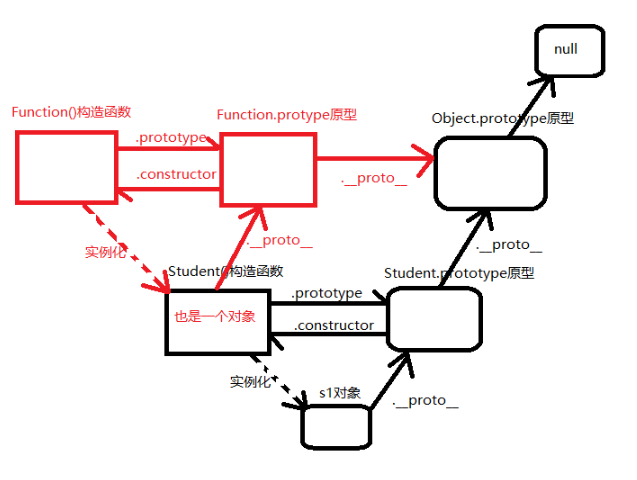 null
Function()构造函数
Function.protype原型
Object.prototype原型
.prototype
.constructor
.__proto__
实例化
.__proto__
.__proto__
Student()构造函数
Student.prototype原型
也是一个对象
.prototype
.constructor
实例化
s1对象
.__proto__